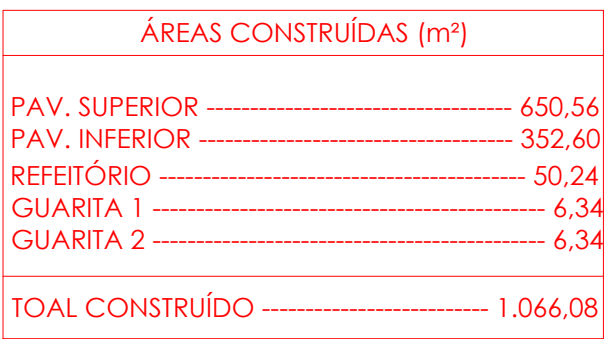 ÁREAS CONSTRUÍDAS (m²)
PAV. SUPERIOR ----------------------------------- 650,56
PAV. INFERIOR ------------------------------------ 352,60
REFEITÓRIO ------------------------------------------ 50,24
GUARITA 1 --------------------------------------------- 6,34
GUARITA 2 --------------------------------------------- 6,34
TOAL CONSTRUÍDO -------------------------- 1.066,08